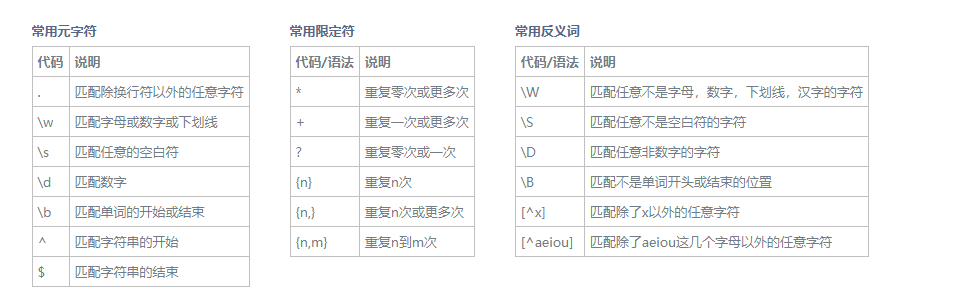 常用元字符
代码 说明
. 匹配除换行符以外的任意字符
\w 匹配字母或数字或下划线
\s 匹配任意的空白符
\d 匹配数字
\b 匹配单词的开始或结束
^ 匹配字符串的开始
$ 匹配字符串的结束
常用限定符
代码/语法 说明
* 重复零次或更多次
+ 重复一次或更多次
? 重复零次或一次
{n} 重复n次
{n,} 重复n次或更多次
{n,m} 重复n到m次
常用反义词
代码/语法 说明
\W 匹配任意不是字母，数字，下划线，汉字的字符
\S 匹配任意不是空白符的字符
\D 匹配任意非数字的字符
\B 匹配不是单词开头或结束的位置
[^x] 匹配除了x以外的任意字符
[^aeiou] 匹配除了aeiou这几个字母以外的任意字符